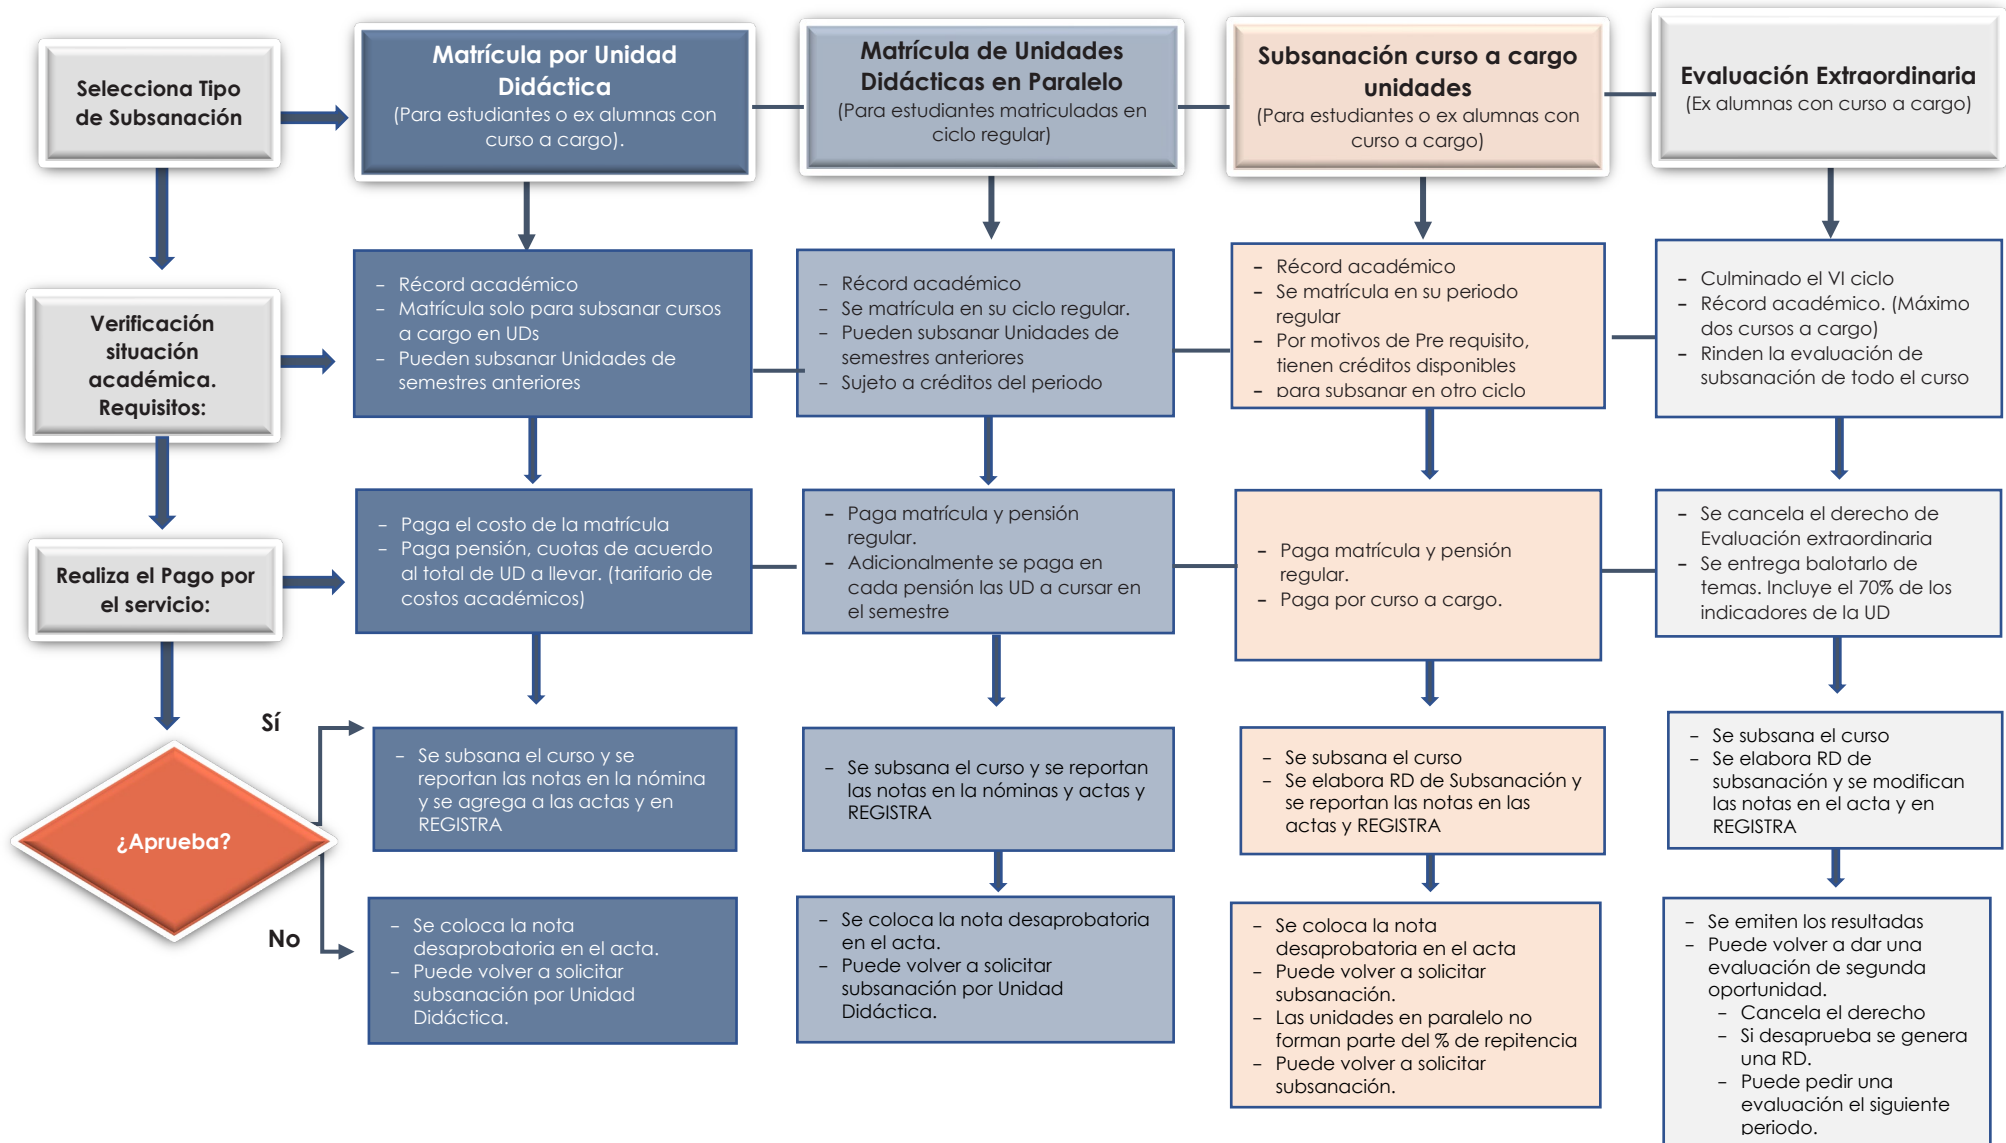 Selecciona Tipo
de Subsanación
Matrícula por Unidad
Didáctica
(Para estudiantes o ex alumnas con
curso a cargo).
Matrícula de Unidades
Didácticas en Paralelo
(Para estudiantes matriculadas en
ciclo regular)
Subsanación curso a cargo
unidades
(Para estudiantes o ex alumnas con
curso a cargo)
Evaluación Extraordinaria
(Ex alumnas con curso a cargo)
Verificación
situación
académica.
Requisitos:
- Récord académico
- Matrícula solo para subsanar cursos
a cargo en UDs
- Pueden subsanar Unidades de
semestres anteriores
- Récord académico
- Se matrícula en su ciclo regular.
- Pueden subsanar Unidades de
semestres anteriores
- Sujeto a créditos del periodo
- Récord académico
- Se matrícula en su periodo
regular
- Por motivos de Pre requisito,
tienen créditos disponibles
- para subsanar en otro ciclo
- Culminado el VI ciclo
- Récord académico. (Máximo
dos cursos a cargo)
- Rinden la evaluación de
subsanación de todo el curso
Realiza el Pago por
el servicio:
- Paga el costo de la matrícula
- Paga pensión, cuotas de acuerdo
al total de UD a llevar. (tarifario de
costos académicos)
- Paga matrícula y pensión
regular.
- Adicionalmente se paga en
cada pensión las UD a cursar en
el semestre
- Paga matrícula y pensión
regular.
- Paga por curso a cargo.
- Se cancela el derecho de
Evaluación extraordinaria
- Se entrega balotarlo de
temas. Incluye el 70% de los
indicadores de la UD
¿Aprueba?
Sí
- Se subsana el curso y se
reportan las notas en la nómina
y se agrega a las actas y en
REGISTRA
- Se subsana el curso y se reportan
las notas en la nóminas y actas y
REGISTRA
- Se subsana el curso
- Se elabora RD de Subsanación y
se reportan las notas en las
actas y REGISTRA
- Se subsana el curso
- Se elabora RD de
subsanación y se modifican
las notas en el acta y en
REGISTRA
No
- Se coloca la nota
desaprobatoria en el acta.
- Puede volver a solicitar
subsanación por Unidad
Didáctica.
- Se coloca la nota desaprobatoria
en el acta.
- Puede volver a solicitar
subsanación por Unidad
Didáctica.
- Se coloca la nota
desaprobatoria en el acta
- Puede volver a solicitar
subsanación.
- Las unidades en paralelo no
forman parte del % de repitencia
- Puede volver a solicitar
subsanación.
- Se emiten los resultadas
- Puede volver a dar una
evaluación de segunda
oportunidad.
- Cancela el derecho
- Si desaprueba se genera
una RD.
- Puede pedir una
evaluación el siguiente
periodo.